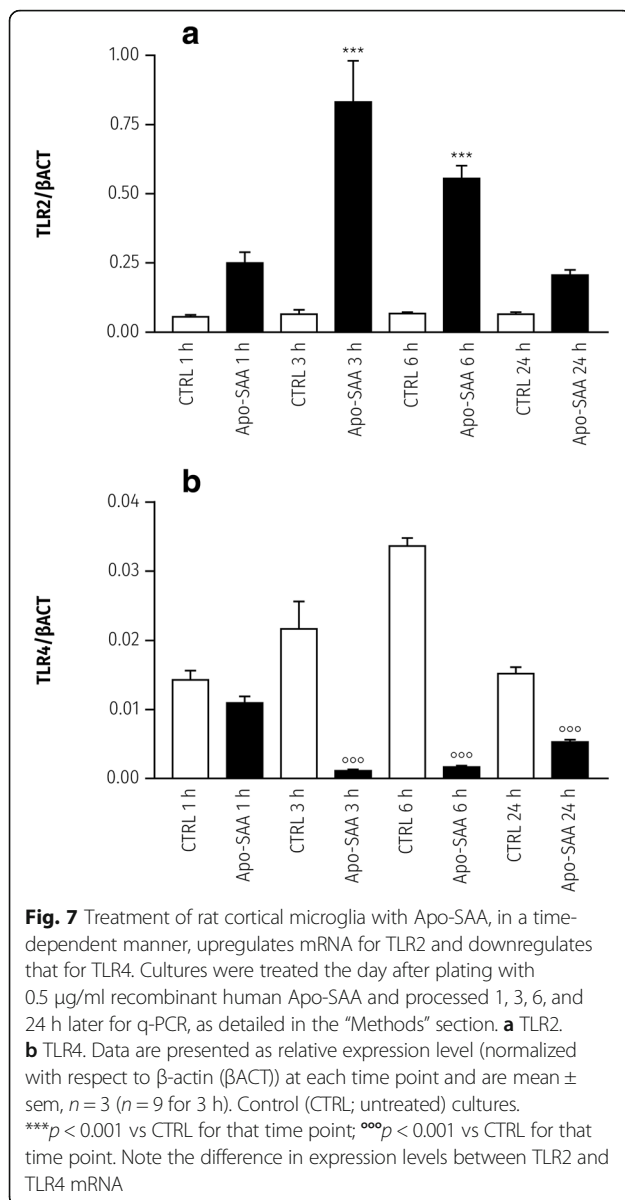 a
***
***
1.00
0.75
0.50
0.25
0.00
TLR2/βACT
CTRL 1 h
Apo-SAA 1 h
CTRL 3 h
Apo-SAA 3 h
CTRL 6 h
Apo-SAA 6 h
CTRL 24 h
Apo-SAA 24 h
b
0.04
0.03
0.02
0.01
0.00
TLR4/βACT
°°°
°°°
°°°
CTRL 1 h
Apo-SAA 1 h
CTRL 3 h
Apo-SAA 3 h
CTRL 6 h
Apo-SAA 6 h
CTRL 24 h
Apo-SAA 24 h
Fig. 7 Treatment of rat cortical microglia with Apo-SAA, in a time-
dependent manner, upregulates mRNA for TLR2 and downregulates
that for TLR4. Cultures were treated the day after plating with
0.5 μg/ml recombinant human Apo-SAA and processed 1, 3, 6, and
24 h later for q-PCR, as detailed in the “Methods” section. a TLR2.
b TLR4. Data are presented as relative expression level (normalized
with respect to β-actin (βACT)) at each time point and are mean ±
sem, n = 3 (n = 9 for 3 h). Control (CTRL; untreated) cultures.
***p < 0.001 vs CTRL for that time point; °°°p < 0.001 vs CTRL for that
time point. Note the difference in expression levels between TLR2 and
TLR4 mRNA